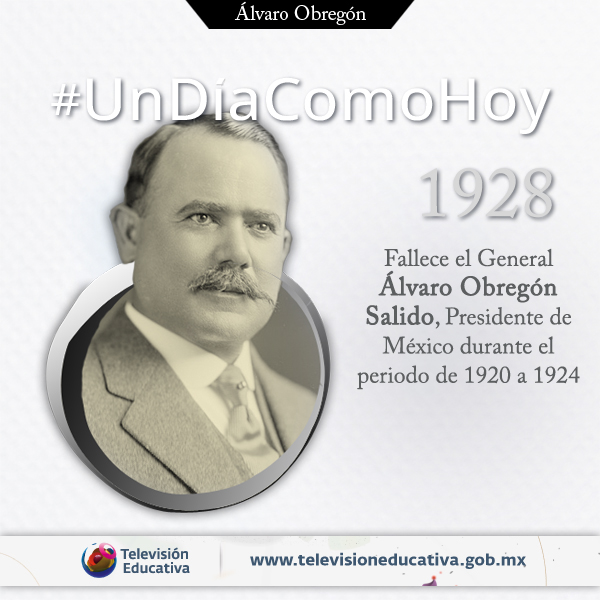 Álvaro Obregón
#UnDiaComoHoy
1928
Fallece el General
Álvaro Obregón
Salido, Presidente de
México durante el
periodo de 1920 a 1924
Televisión
Educativa
www.televisioneducativa.gob.mx